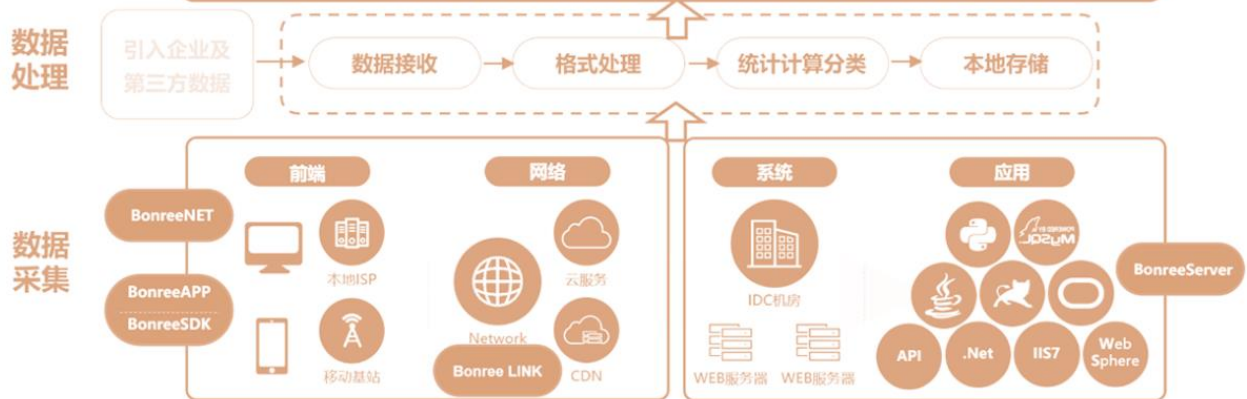 数据
处理
引入企业及
第三方数据
数据接收
格式处理
统计计算分类
本地存储
数据
采集
前端
网络
系统
应用
BonreeNET
BonreeAPP
BonreeSDK
本地ISP
移动基站
Network
Bonree LINK
云服务
CDN
IDC机房
WEB服务器
WEB服务器
POWERED BY
MySQL
API
.Net
IIS7
Web
Sphere
BonreeServer